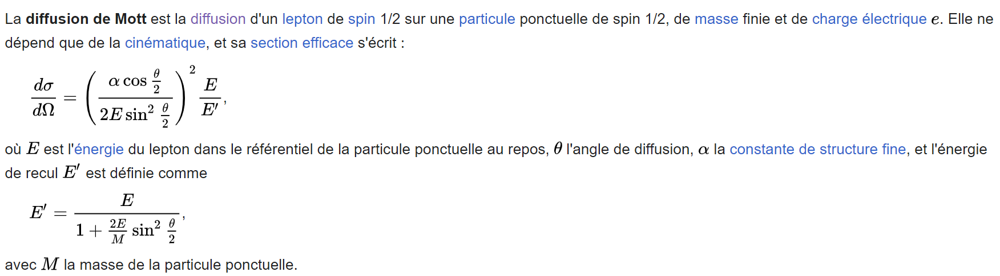 La diffusion de Mott est la diffusion d'un lepton de spin 1/2 sur une particule ponctuelle de spin 1/2, de masse finie et de charge électrique e. Elle ne
dépend que de la cinématique, et sa section efficace s'écrit :
\frac{d\sigma}{d\Omega} = \left( \frac{\alpha \cos \frac{\theta}{2}}{2E \sin^2 \frac{\theta}{2}} \right)^2 \frac{E}{E'},
où E est l'énergie du lepton dans le référentiel de la particule ponctuelle au repos, θ l'angle de diffusion, α la constante de structure fine, et l'énergie
de recul E′ est définie comme
E' = \frac{E}{1 + \frac{2E}{M} \sin^2 \frac{\theta}{2}},
avec M la masse de la particule ponctuelle.